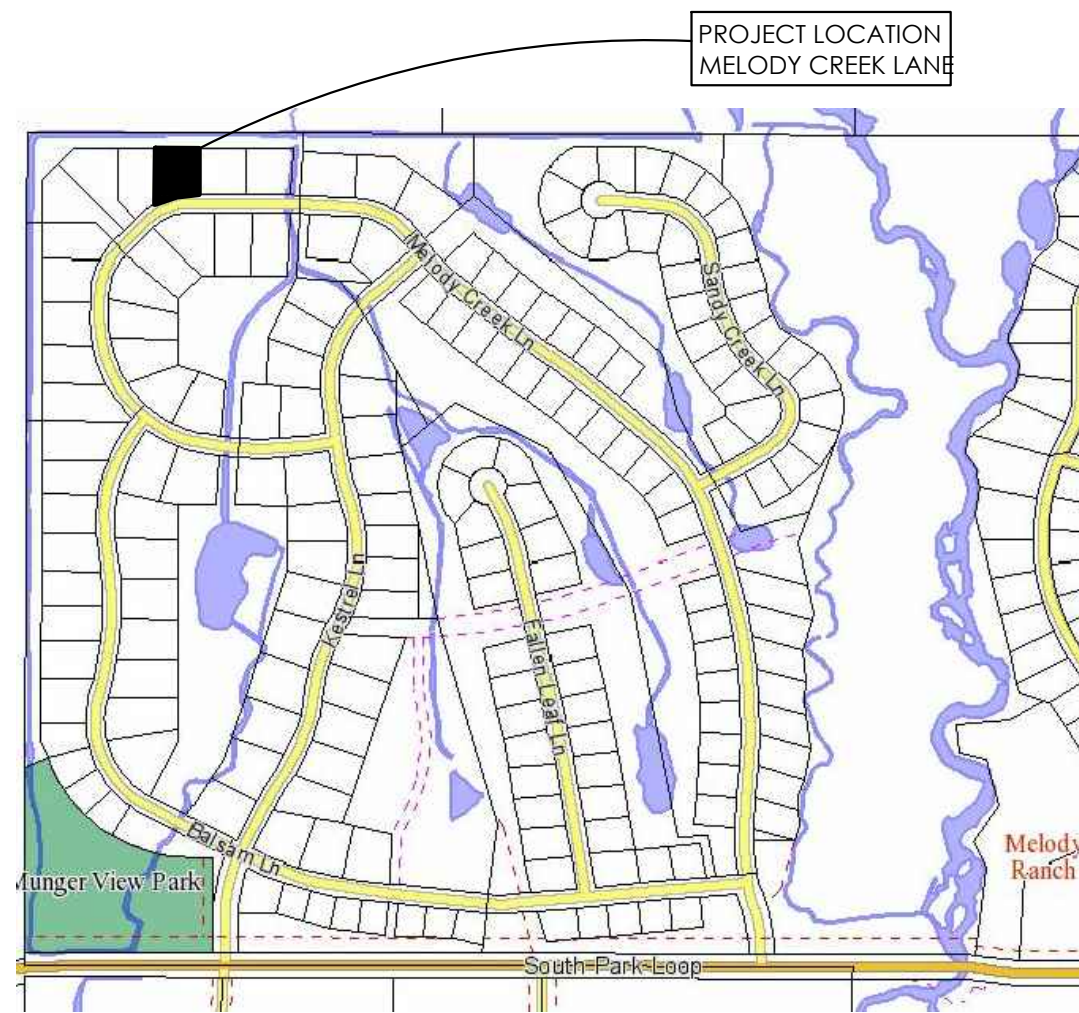 PROJECT LOCATION
MELODY CREEK LANE
Melody Creek Ln
Sandy Creek Ln
Kestrel Ln
Fallen Leaf Ln
Balsam Ln
Munger View Park
Melody
Ranch
South Park Loop